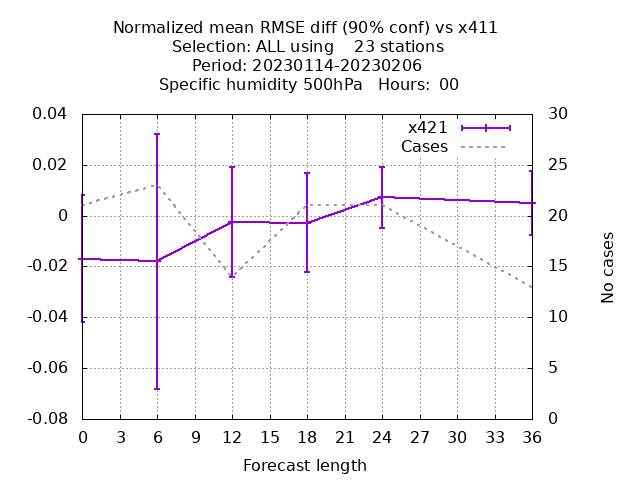 Normalized mean RMSE diff (90% conf) vs x411
Selection: ALL using    23 stations
Period: 20230114-20230206
Specific humidity 500hPa   Hours:  00
x421
Cases
0.04
0.02
0
-0.02
-0.04
-0.06
-0.08
30
25
20
15
10
5
0
No cases
0 3 6 9 12 15 18 21 24 27 30 33 36
Forecast length